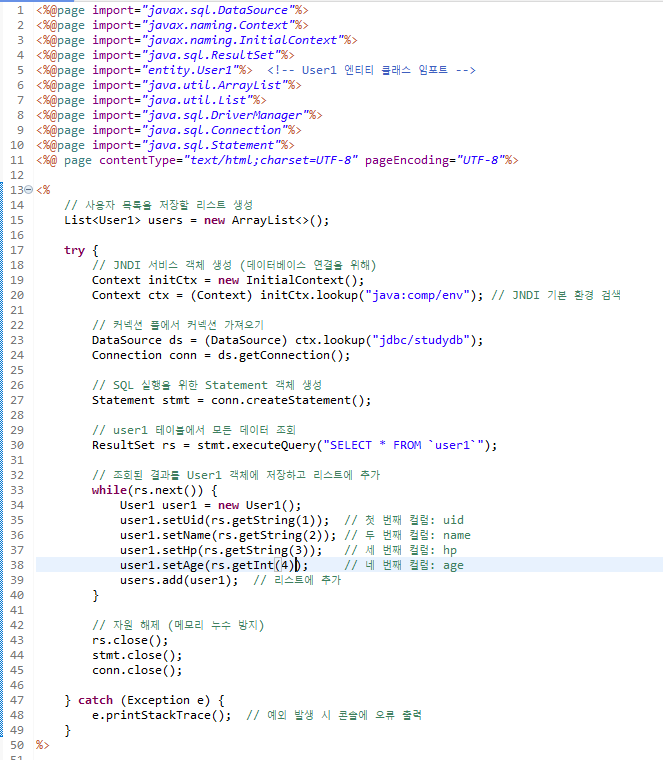 1 <%@page import="javax.sql.DataSource"%>
2 <%@page import="javax.naming.Context"%>
3 <%@page import="javax.naming.InitialContext"%>
4 <%@page import="java.sql.ResultSet"%>
5 <%@page import="entity.User1"%>  <!-- User1 엔티티 클래스 임포트 -->
6 <%@page import="java.util.ArrayList"%>
7 <%@page import="java.util.List"%>
8 <%@page import="java.sql.DriverManager"%>
9 <%@page import="java.sql.Connection"%>
10 <%@page import="java.sql.Statement"%>
11 <%@ page contentType="text/html;charset=UTF-8" pageEncoding="UTF-8"%>
12
13 <%
14     // 사용자 목록을 저장할 리스트 생성
15     List<User1> users = new ArrayList<>();
16
17     try {
18         // JNDI 서비스 객체 생성 (데이터베이스 연결을 위해)
19         Context initCtx = new InitialContext();
20         Context ctx = (Context) initCtx.lookup("java:comp/env"); // JNDI 기본 환경 검색
21
22         // 커넥션 풀에서 커넥션 가져오기
23         DataSource ds = (DataSource) ctx.lookup("jdbc/studydb");
24         Connection conn = ds.getConnection();
25
26         // SQL 실행을 위한 Statement 객체 생성
27         Statement stmt = conn.createStatement();
28
29         // user1 테이블에서 모든 데이터 조회
30         ResultSet rs = stmt.executeQuery("SELECT * FROM `user1`");
31
32         // 조회된 결과를 User1 객체에 저장하고 리스트에 추가
33         while(rs.next()) {
34             User1 user1 = new User1();
35             user1.setUid(rs.getString(1));  // 첫 번째 컬럼: uid
36             user1.setName(rs.getString(2)); // 두 번째 컬럼: name
37             user1.setHp(rs.getString(3));   // 세 번째 컬럼: hp
38             user1.setAge(rs.getInt(4));     // 네 번째 컬럼: age
39             users.add(user1);  // 리스트에 추가
40         }
41
42         // 자원 해제 (메모리 누수 방지)
43         rs.close();
44         stmt.close();
45         conn.close();
46
47     } catch (Exception e) {
48         e.printStackTrace();  // 예외 발생 시 콘솔에 오류 출력
49     }
50 %>
51